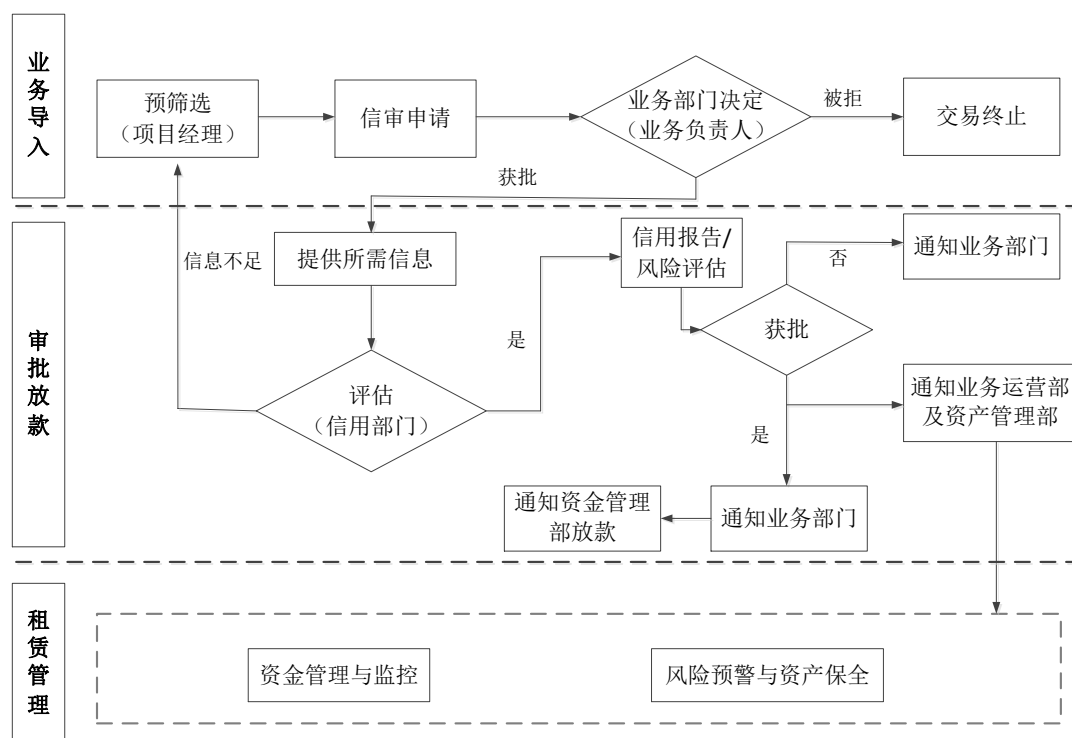 业务导入
预筛选
（项目经理）
信审申请
业务部门决定
（业务负责人）
被拒
交易终止
获批
审批放款
信息不足
提供所需信息
评估
（信用部门）
是
信用报告/
风险评估
获批
否
通知业务部门
是
通知业务运营部
及资产管理部
通知业务部门
通知资金管理
部放款
租赁管理
资金管理与监控
风险预警与资产保全